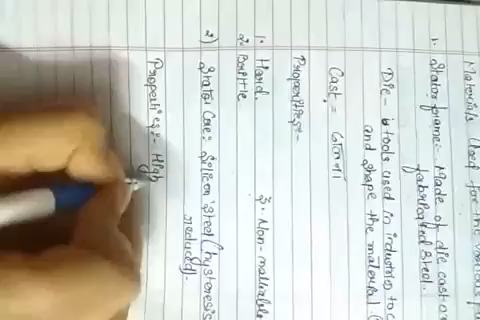 Materials used for the various
1. Stator frame:- Made of die cast or
fabricated Steel.
Die - is tools used in industries to
and shape the material
Cast = ढालना
Properties:-
1. Hard.
2. Brittle 3. Non-malleable
2) Stator Core: Silicon Steel (hysteresis
reduced).
Properties:- High